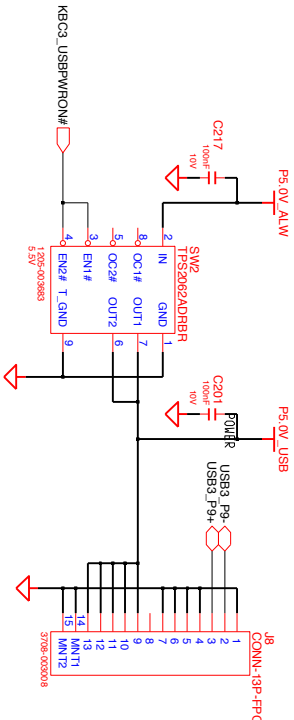 P5.0V_ALW
C217
100nF
10V
KBC3_USBPWRON#
SW2
TPS2062ADRBR
2 IN GND 1
8 OC1# OUT1 7
5 OC2# OUT2 6
3 EN1#
4 EN2# T_GND 9
1205-003683
5.5V
P5.0V_USB
POWER
C201
100nF
10V
USB3_P9-
USB3_P9+
J8
CONN-13P-FPC
1
2
3
4
5
6
7
8
9
10
11
12
13
14 MNT1
15 MNT2
3708-003008